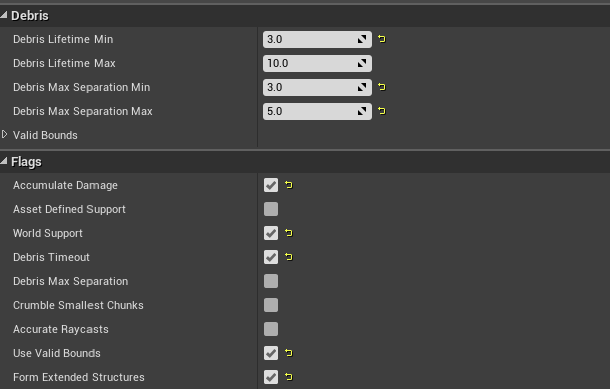 Debris
Debris Lifetime Min 3.0
Debris Lifetime Max 10.0
Debris Max Separation Min 3.0
Debris Max Separation Max 5.0
Valid Bounds
Flags
Accumulate Damage
Asset Defined Support
World Support
Debris Timeout
Debris Max Separation
Crumble Smallest Chunks
Accurate Raycasts
Use Valid Bounds
Form Extended Structures